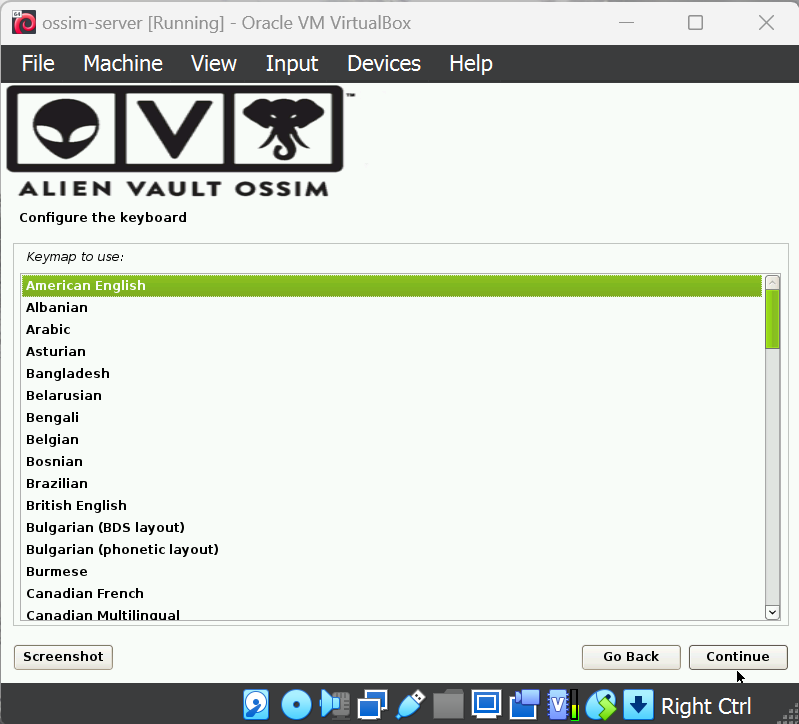 ossim-server [Running] - Oracle VM VirtualBox
File Machine View Input Devices Help
™
ALIEN VAULT OSSIM
Configure the keyboard
Keymap to use:
American English
Albanian
Arabic
Asturian
Bangladesh
Belarusian
Bengali
Belgian
Bosnian
Brazilian
British English
Bulgarian (BDS layout)
Bulgarian (phonetic layout)
Burmese
Canadian French
Canadian Multilingual
Screenshot Go Back Continue
Right Ctrl